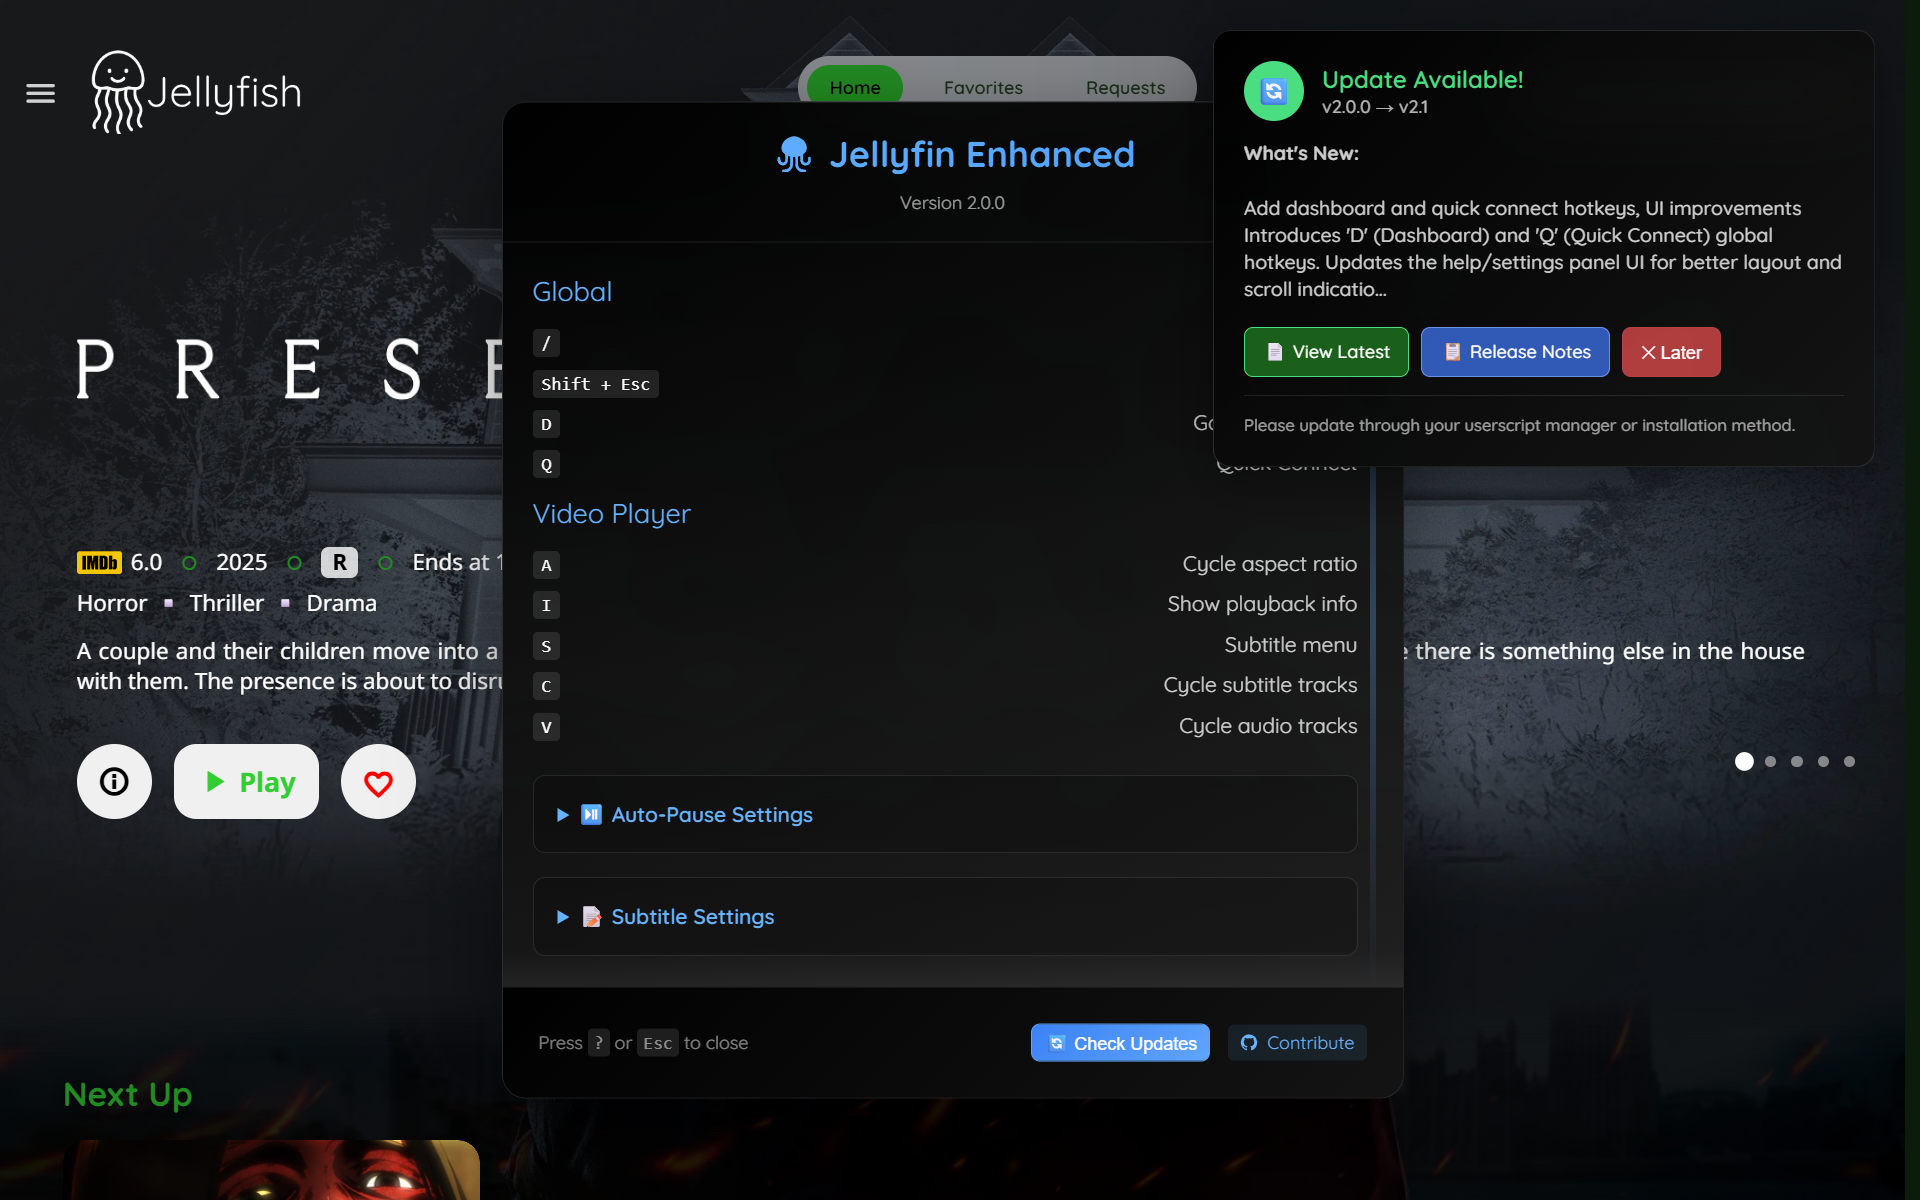 Jellyfish
Home
Favorites
Requests
Jellyfin Enhanced
Version 2.0.0
Update Available!
v2.0.0 → v2.1
What's New:
Add dashboard and quick connect hotkeys, UI improvements
Introduces 'D' (Dashboard) and 'Q' (Quick Connect) global
hotkeys. Updates the help/settings panel UI for better layout and
scroll indicatio...
📄 View Latest
📋 Release Notes
✕ Later
Please update through your userscript manager or installation method.
Global
/
Shift + Esc
D
Q Quick Connect
Video Player
A Cycle aspect ratio
I Show playback info
S Subtitle menu
C Cycle subtitle tracks
V Cycle audio tracks
▶ ⏯️ Auto-Pause Settings
▶ 📝 Subtitle Settings
Press ? or Esc to close
🔄 Check Updates
Contribute
PRES
IMDb 6.0 2025 R Ends at
Horror ▪ Thriller ▪ Drama
A couple and their children move into a there is something else in the house
with them. The presence is about to
Play
Next Up